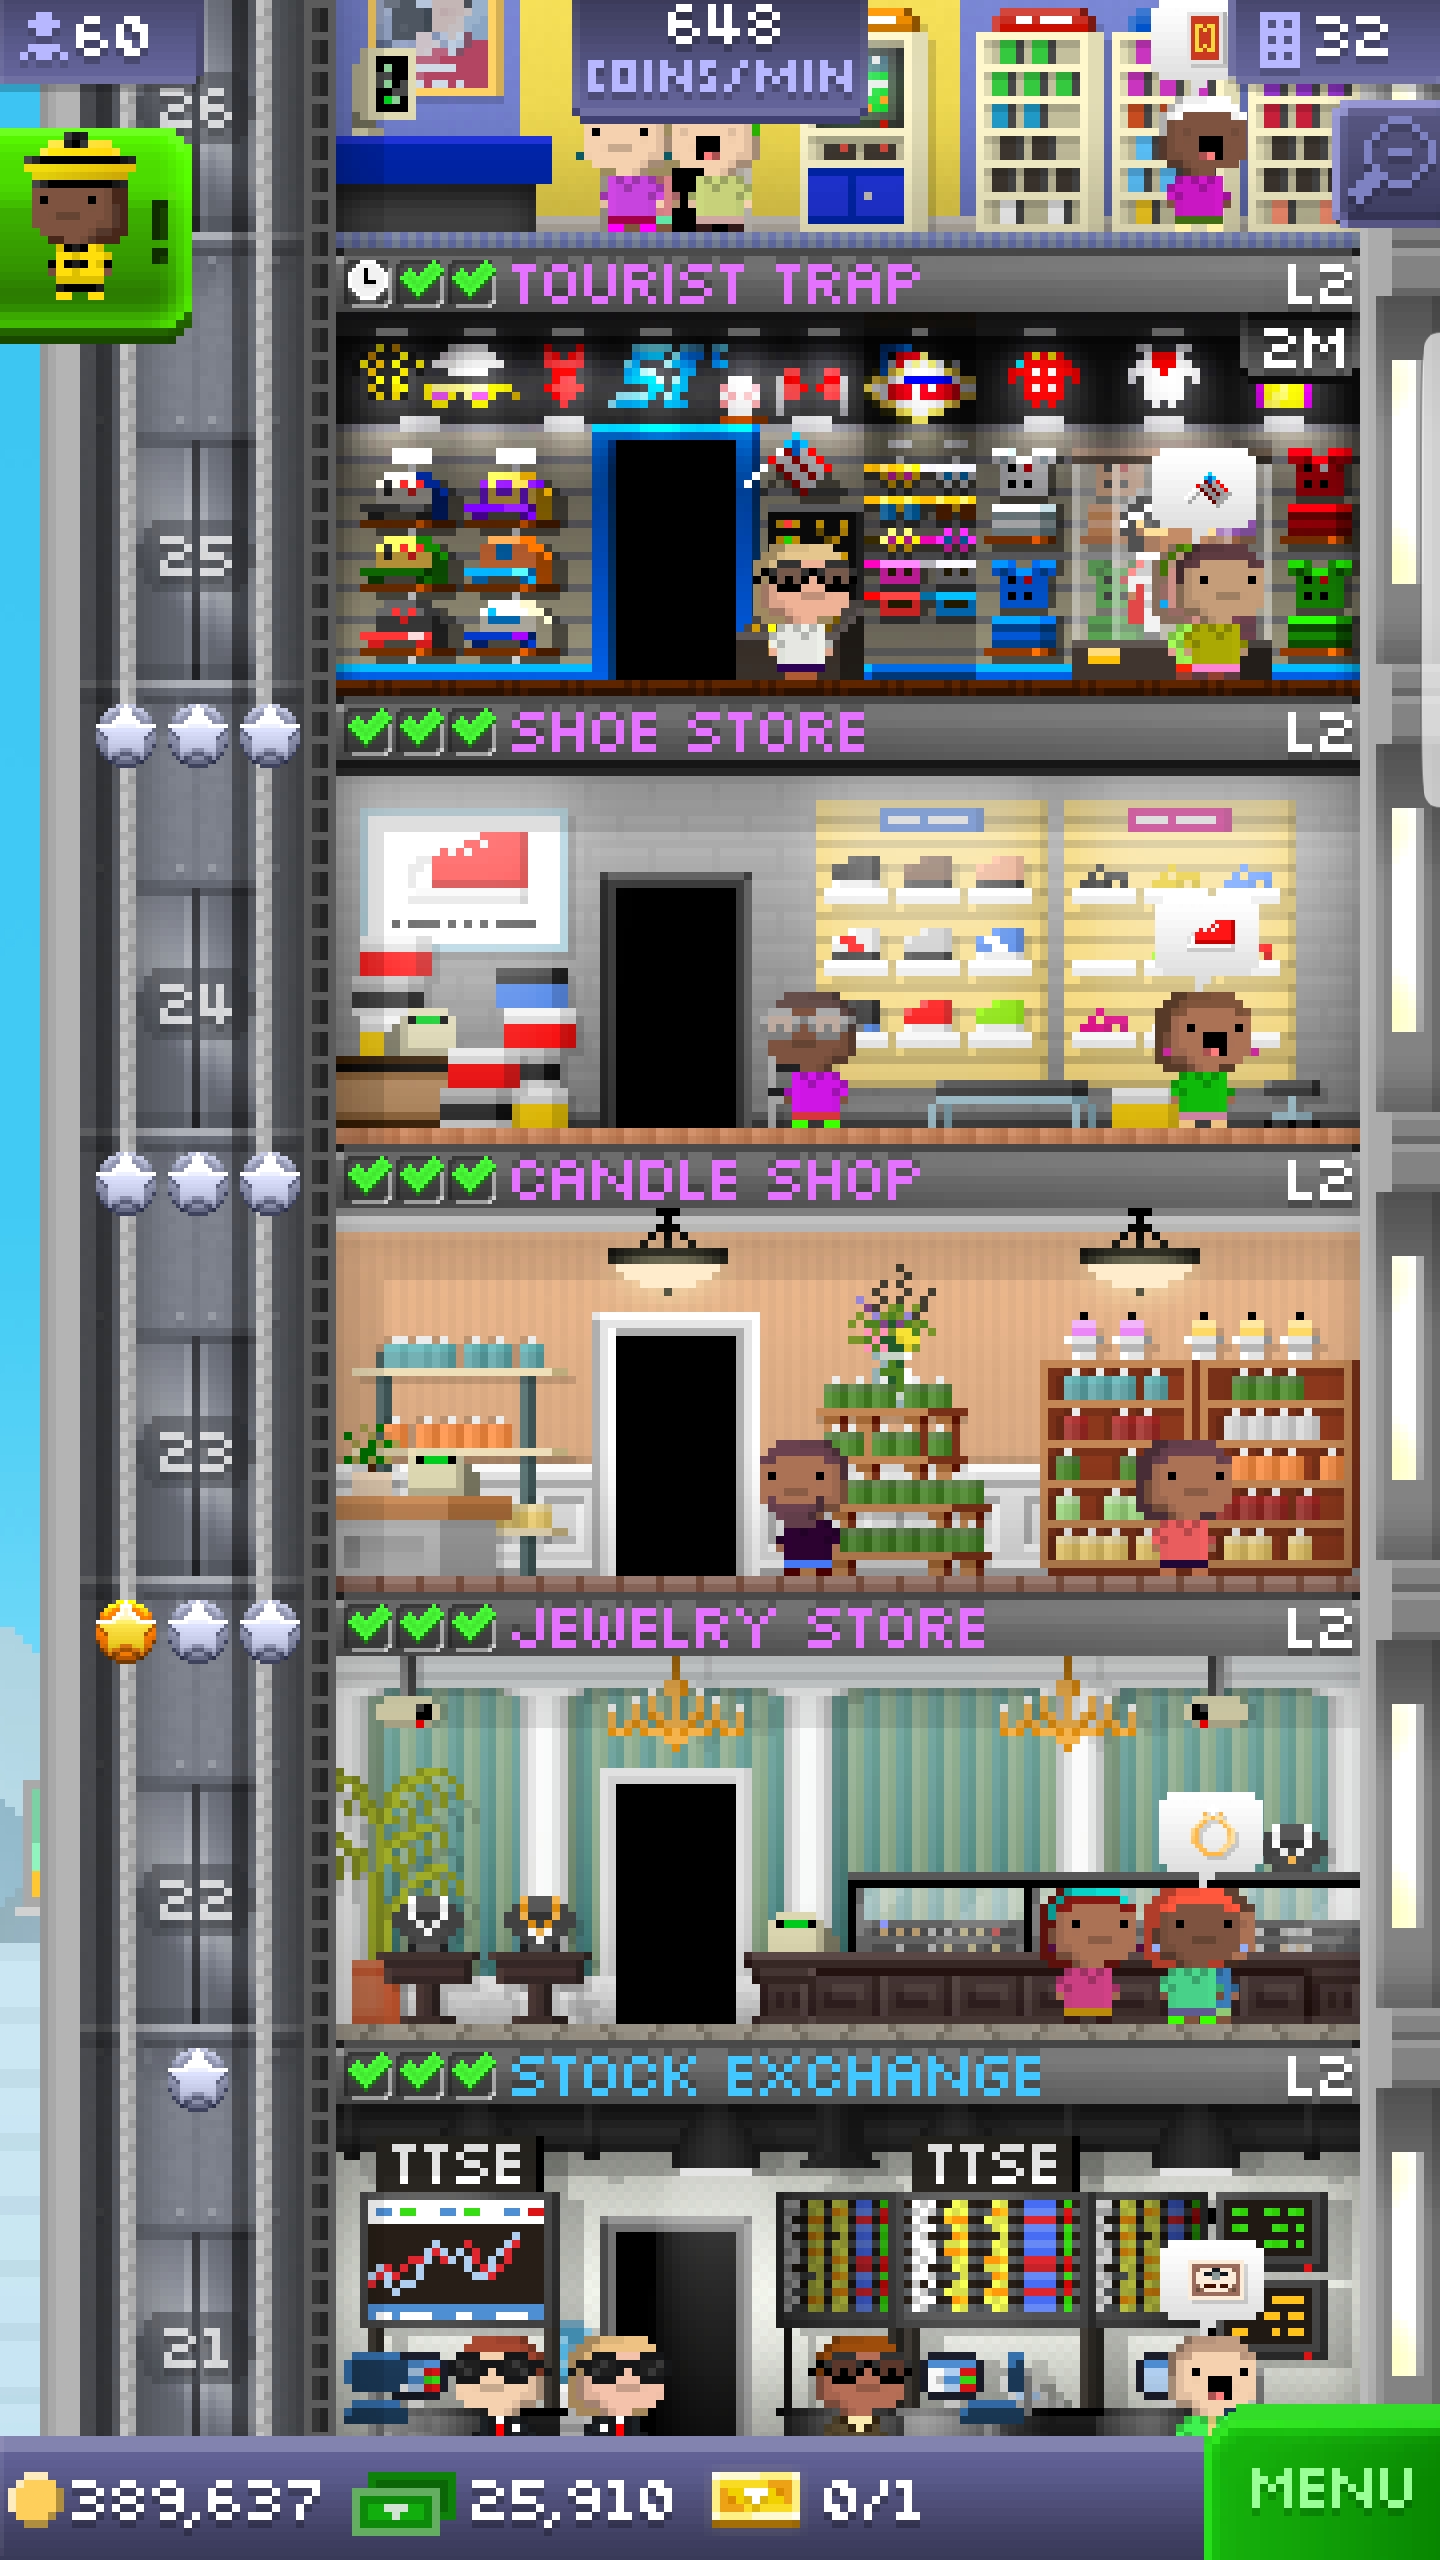 60
648
COINS/MIN
32
26
TOURIST TRAP
L2
2M
25
SHOE STORE
L2
24
CANDLE SHOP
L2
23
JEWELRY STORE
L2
22
STOCK EXCHANGE
L2
TTSE
TTSE
21
389,637
25,910
0/1
MENU